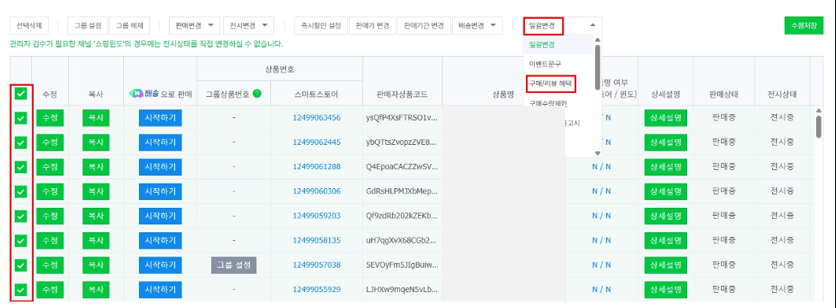 선택삭제 그룹 설정 그룹 해제 판매변경 전시변경 즉시할인 설정 판매가 변경 판매기간 변경 배송변경 일괄변경 수정저장
관리자 검수가 필요한 채널 '쇼핑윈도'의 경우에는 전시상태를 직접 변경하실 수 없습니다.
일괄변경
이벤트문구
구매/리뷰 혜택
구매수량제한
고시
상품번호
수정 복사 N배송 으로 판매 그룹상품번호 ? 스마트스토어 판매자상품코드 상품명 명 여부 상세설명 판매상태 전시상태
어 / 윈도)
수정 복사 시작하기 - 12499063456 ysQfP4XsFTRSO1v... / N 상세설명 판매중 전시중
수정 복사 시작하기 - 12499062445 ybQTtsZvopzZVE8... 상세설명 판매중 전시중
수정 복사 시작하기 - 12499061288 Q4EpoaCACZZwSV... N / N 상세설명 판매중 전시중
수정 복사 시작하기 - 12499060306 GdRsHLPMJXbMep... N / N 상세설명 판매중 전시중
수정 복사 시작하기 - 12499059203 Qf9zdRb202kZEKb... N / N 상세설명 판매중 전시중
수정 복사 시작하기 - 12499058135 uH7qgXvX68CGb2... N / N 상세설명 판매중 전시중
수정 복사 시작하기 그룹 설정 12499057038 SEVOyFm5JIgBuiw... N / N 상세설명 판매중 전시중
수정 복사 시작하기 - 12499055929 LJHXw9mqeN5vLb... N / N 상세설명 판매중 전시중